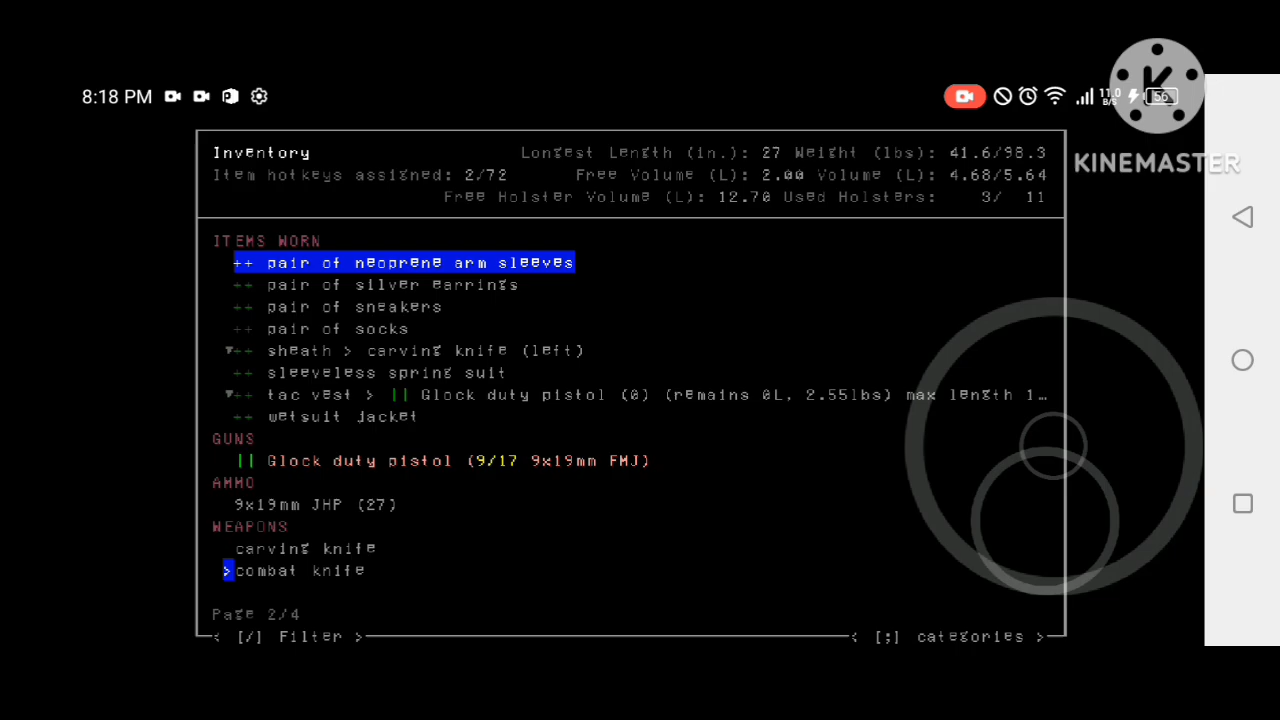 8:18 PM
11.0 B/S 56
KINEMASTER
Inventory Longest Length (in.): 27 Weight (lbs): 41.6/98.3
Item hotkeys assigned: 2/72 Free Volume (L): 2.00 Volume (L): 4.68/5.64
Free Holster Volume (L): 12.70 Used Holsters: 3/ 11
ITEMS WORN
++ pair of neoprene arm sleeves
++ pair of silver earrings
++ pair of sneakers
++ pair of socks
▼++ sheath > carving knife (left)
++ sleeveless spring suit
▼++ tac vest > || Glock duty pistol (0) (remains 0L, 2.55lbs) max length 1…
++ wetsuit jacket
GUNS
|| Glock duty pistol (9/17 9x19mm FMJ)
AMMO
9x19mm JHP (27)
WEAPONS
carving knife
>combat knife
Page 2/4
< [/] Filter > < [;] categories >